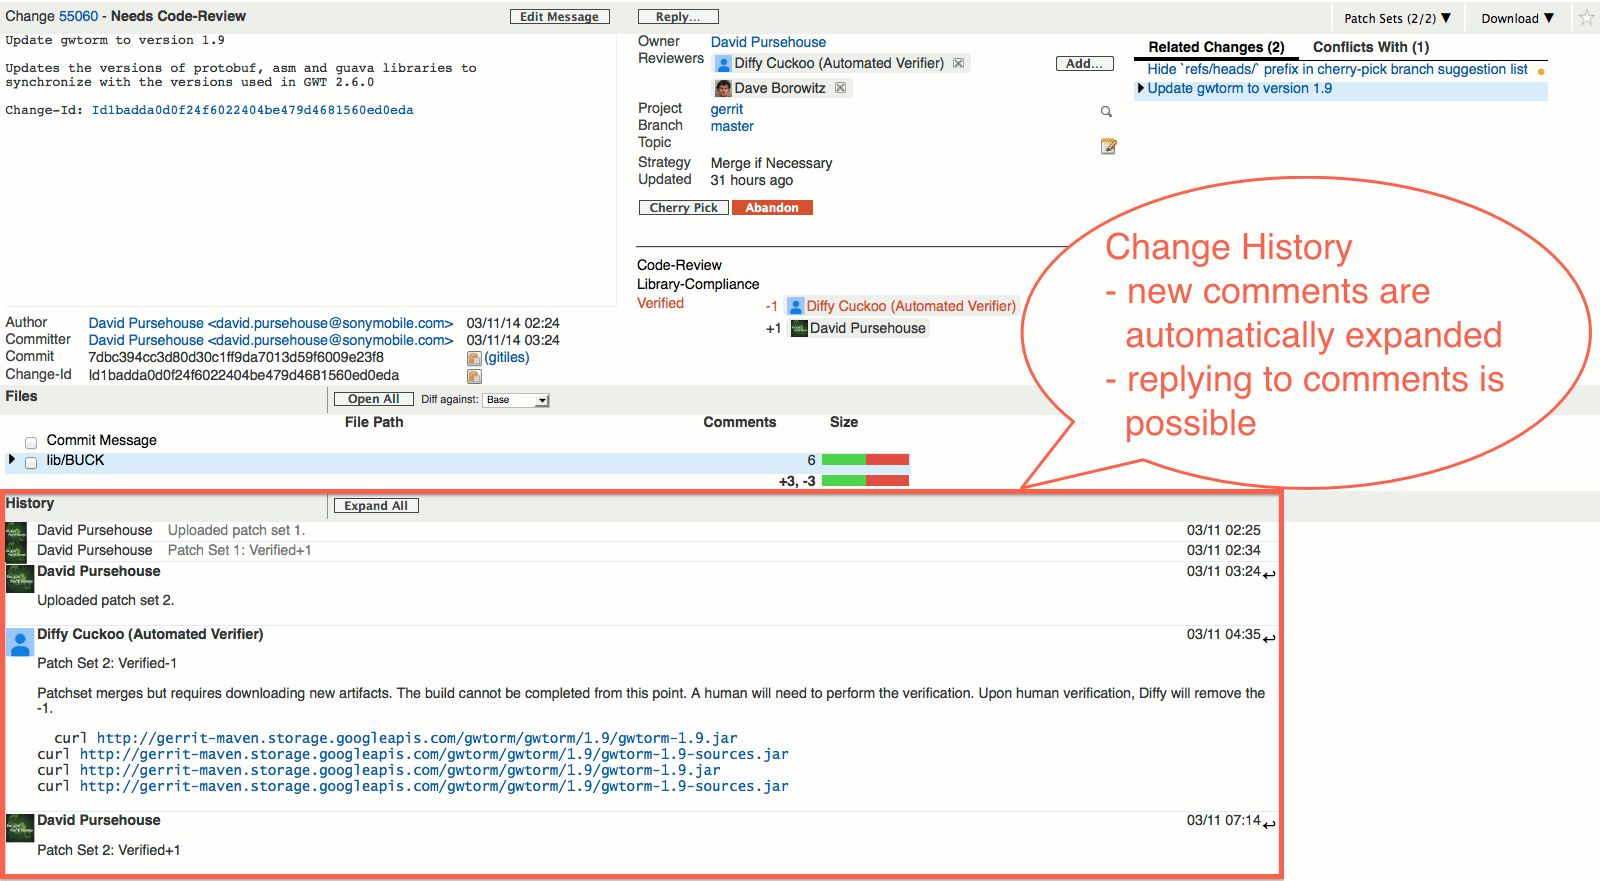 Change 55060 - Needs Code-Review
Edit Message
Reply...
Patch Sets (2/2) ▼
Download ▼
Update gwtorm to version 1.9
Updates the versions of protobuf, asm and guava libraries to
synchronize with the versions used in GWT 2.6.0
Change-Id: Id1badda0d0f24f6022404be479d4681560ed0eda
Owner David Pursehouse
Reviewers Diffy Cuckoo (Automated Verifier)
Add...
Dave Borowitz
Project gerrit
Branch master
Topic
Strategy Merge if Necessary
Updated 31 hours ago
Cherry Pick Abandon
Related Changes (2) Conflicts With (1)
Hide `refs/heads/` prefix in cherry-pick branch suggestion list
Update gwtorm to version 1.9
Code-Review
Library-Compliance
Verified -1 Diffy Cuckoo (Automated Verifier)
+1 David Pursehouse
Change History
- new comments are
automatically expanded
- replying to comments is
possible
Author David Pursehouse <david.pursehouse@sonymobile.com> 03/11/14 02:24
Committer David Pursehouse <david.pursehouse@sonymobile.com> 03/11/14 03:24
Commit 7dbc394cc3d80d30c1ff9da7013d59f6009e23f8 (gitiles)
Change-Id Id1badda0d0f24f6022404be479d4681560ed0eda
Files Open All Diff against: Base
File Path Comments Size
Commit Message
lib/BUCK 6
+3, -3
History Expand All
David Pursehouse Uploaded patch set 1. 03/11 02:25
David Pursehouse Patch Set 1: Verified+1 03/11 02:34
David Pursehouse 03/11 03:24
Uploaded patch set 2.
Diffy Cuckoo (Automated Verifier) 03/11 04:35
Patch Set 2: Verified-1
Patchset merges but requires downloading new artifacts. The build cannot be completed from this point. A human will need to perform the verification. Upon human verification, Diffy will remove the
-1.
curl http://gerrit-maven.storage.googleapis.com/gwtorm/gwtorm/1.9/gwtorm-1.9.jar
curl http://gerrit-maven.storage.googleapis.com/gwtorm/gwtorm/1.9/gwtorm-1.9-sources.jar
curl http://gerrit-maven.storage.googleapis.com/gwtorm/gwtorm/1.9/gwtorm-1.9.jar
curl http://gerrit-maven.storage.googleapis.com/gwtorm/gwtorm/1.9/gwtorm-1.9-sources.jar
David Pursehouse 03/11 07:14
Patch Set 2: Verified+1